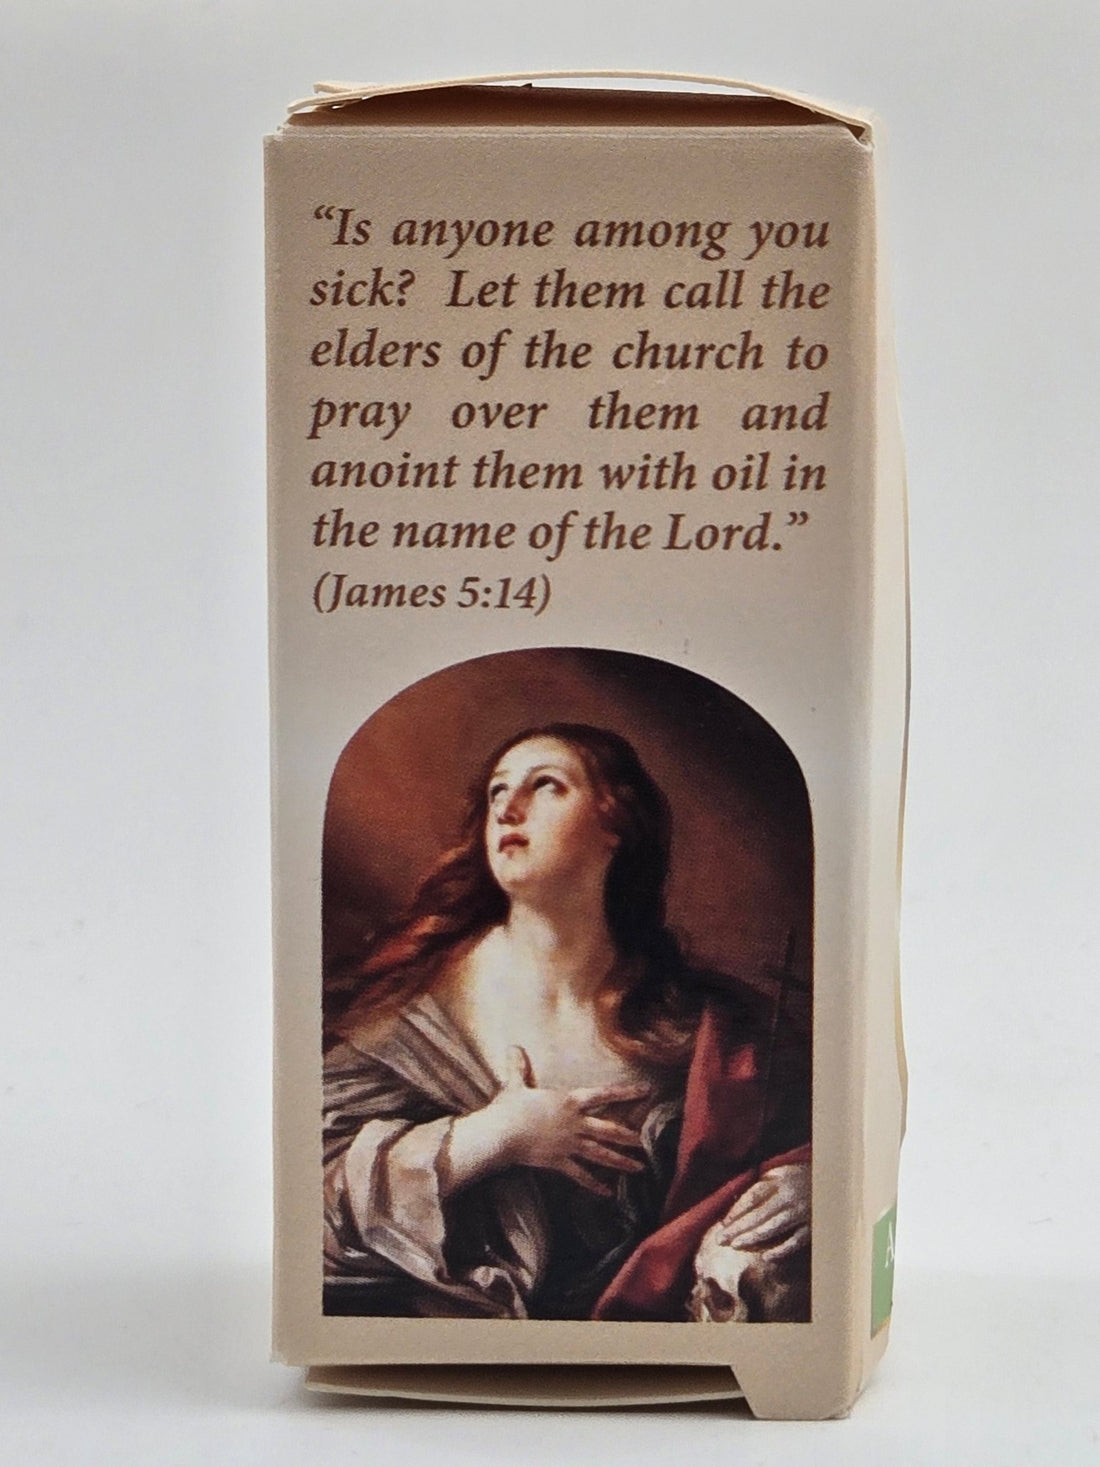 “Is anyone among you
sick? Let them call the
elders of the church to
pray over them and
anoint them with oil in
the name of the Lord.”
(James 5:14)